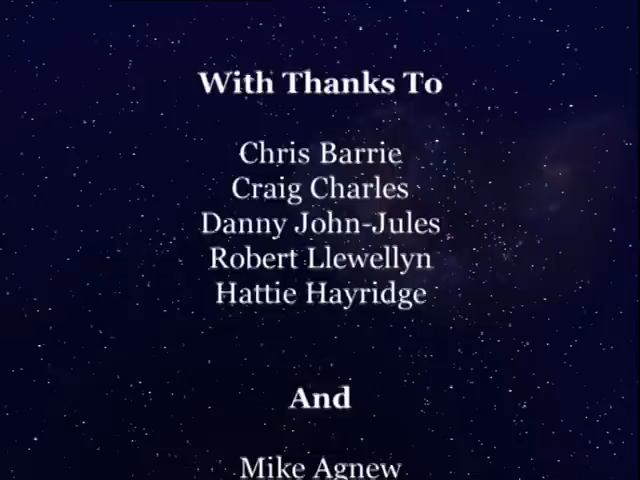 With Thanks To
Chris Barrie
Craig Charles
Danny John-Jules
Robert Llewellyn
Hattie Hayridge
And
Mike Agnew